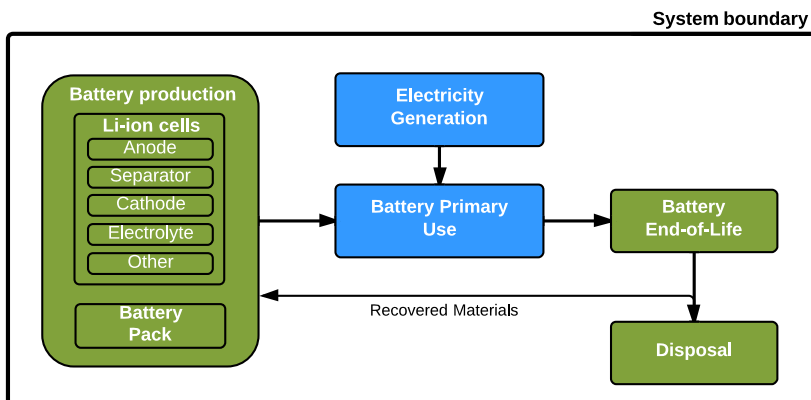 System boundary
Battery production
Li-ion cells
Anode
Separator
Cathode
Electrolyte
Other
Battery
Pack
Electricity
Generation
Battery Primary
Use
Battery
End-of-Life
Recovered Materials
Disposal